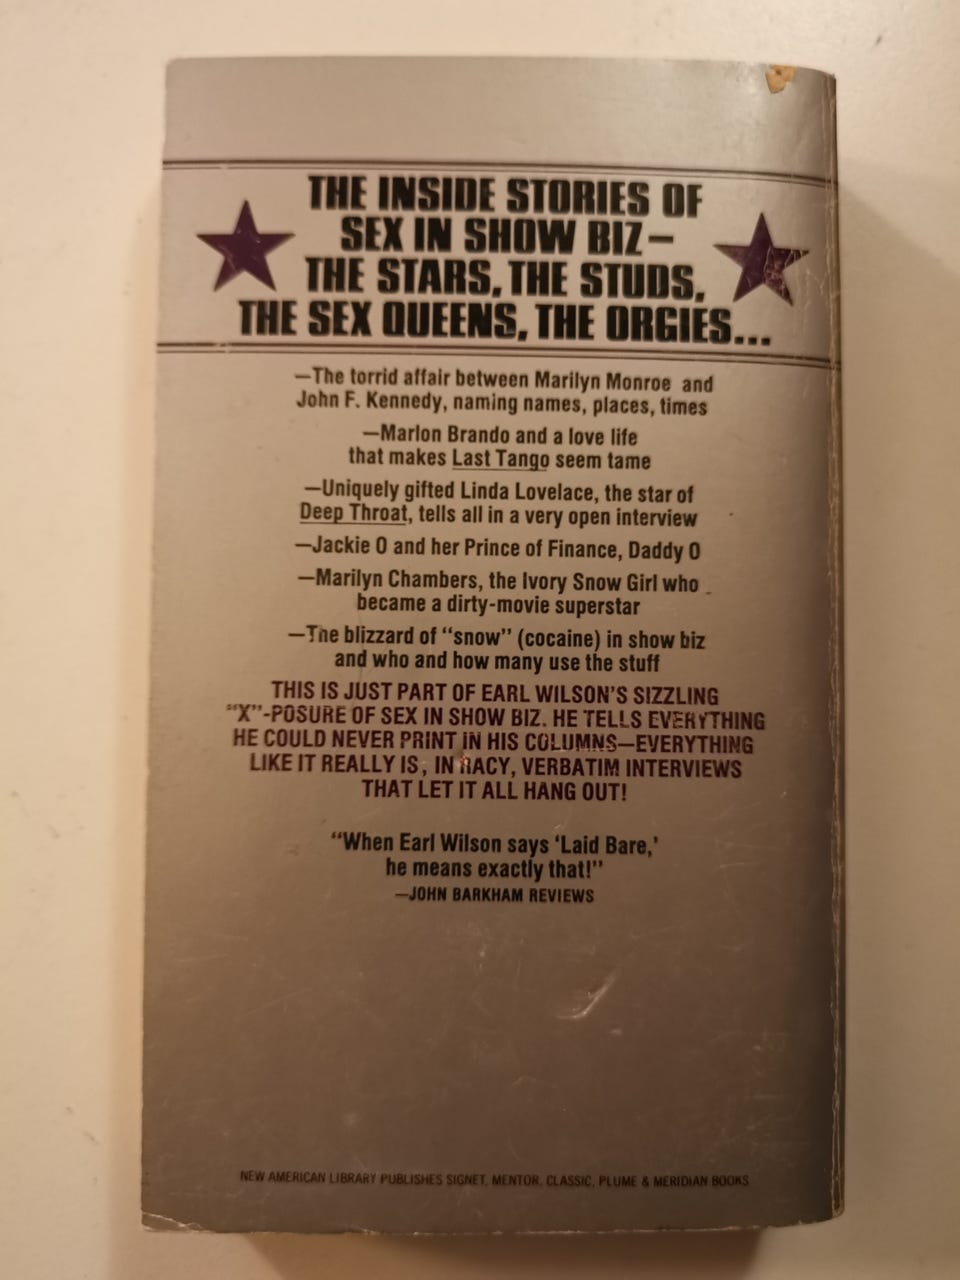 THE INSIDE STORIES OF
SEX IN SHOW BIZ—
THE STARS, THE STUDS,
THE SEX QUEENS, THE ORGIES...
—The torrid affair between Marilyn Monroe and
John F. Kennedy, naming names, places, times
—Marlon Brando and a love life
that makes Last Tango seem tame
—Uniquely gifted Linda Lovelace, the star of
Deep Throat, tells all in a very open interview
—Jackie O and her Prince of Finance, Daddy O
—Marilyn Chambers, the Ivory Snow Girl who
became a dirty-movie superstar
—The blizzard of "snow" (cocaine) in show biz
and who and how many use the stuff
THIS IS JUST PART OF EARL WILSON'S SIZZLING
"X"-POSURE OF SEX IN SHOW BIZ. HE TELLS EVERYTHING
HE COULD NEVER PRINT IN HIS COLUMNS—EVERYTHING
LIKE IT REALLY IS, IN RACY, VERBATIM INTERVIEWS
THAT LET IT ALL HANG OUT!
"When Earl Wilson says 'Laid Bare,'
he means exactly that!"
—JOHN BARKHAM REVIEWS
NEW AMERICAN LIBRARY PUBLISHES SIGNET, MENTOR, CLASSIC, PLUME & MERIDIAN BOOKS